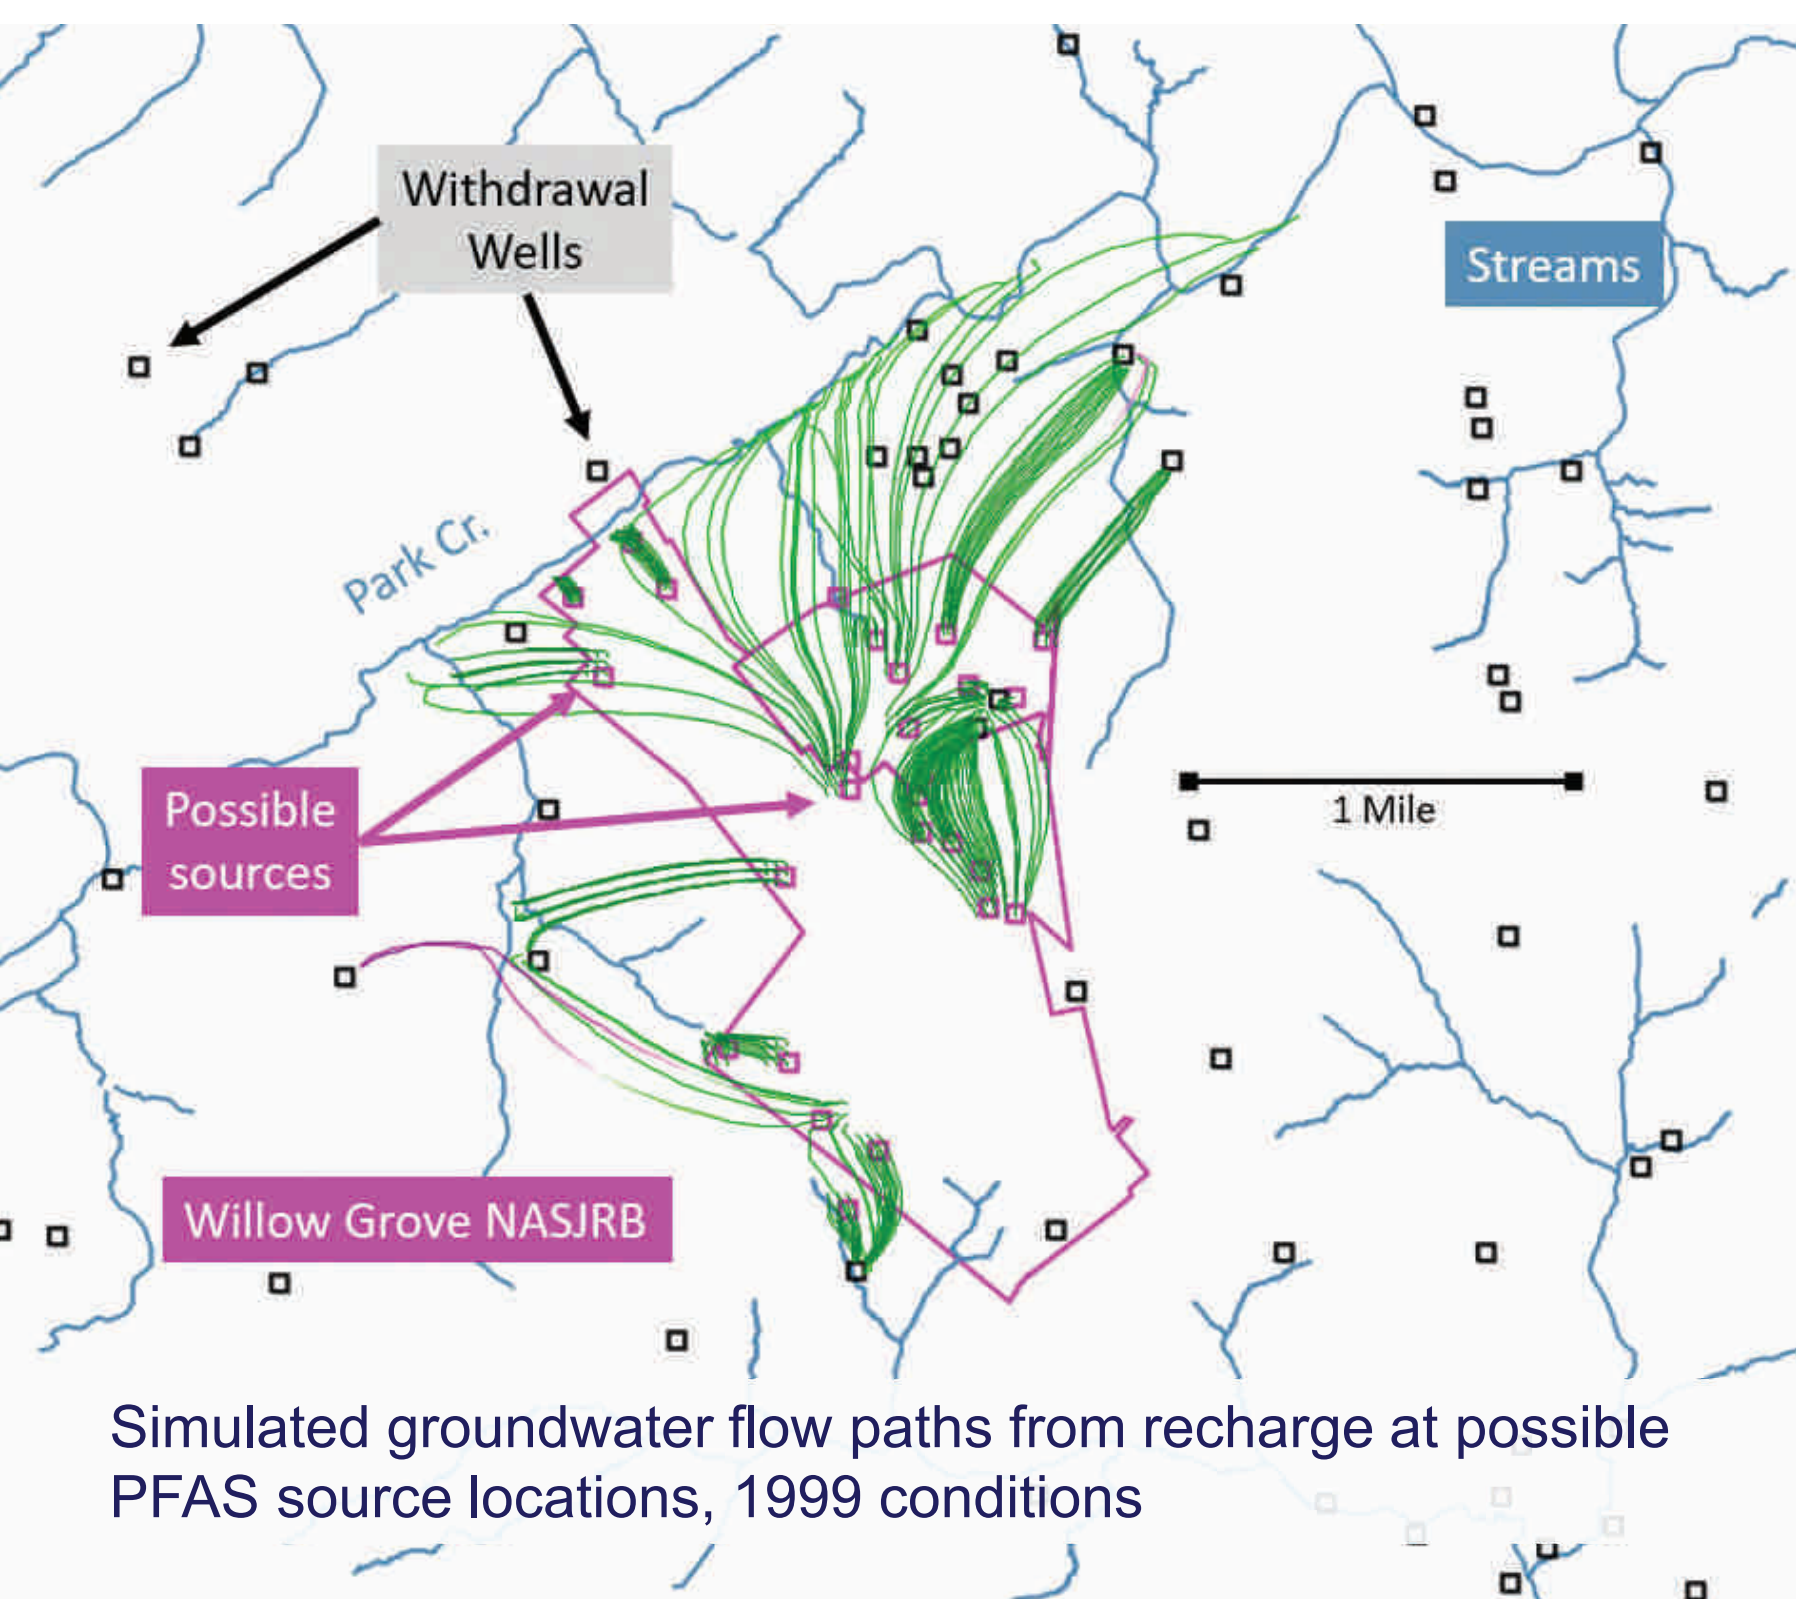 Withdrawal
Wells
Streams
Park Cr.
1 Mile
Possible
sources
Willow Grove NASJRB
Simulated groundwater flow paths from recharge at possible
PFAS source locations, 1999 conditions